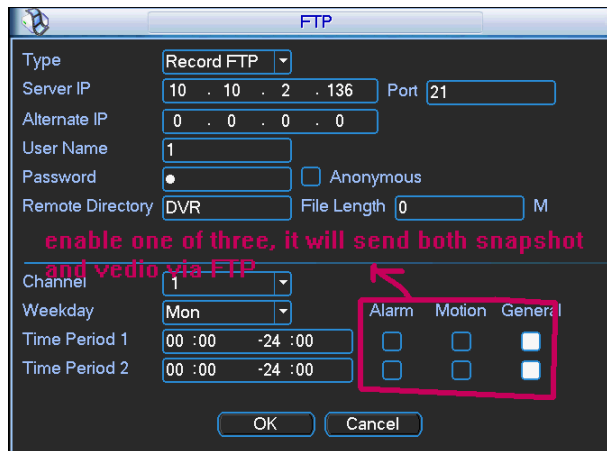 FTP
Type Record FTP
Server IP 10 . 10 . 2 . 136 Port 21
Alternate IP 0 . 0 . 0 . 0
User Name 1
Password ● Anonymous
Remote Directory DVR File Length 0 M
enable one of three, it will send both snapshot
and vedio via FTP
Channel 1
Weekday Mon Alarm Motion General
Time Period 1 00 :00 -24 :00
Time Period 2 00 :00 -24 :00
OK Cancel